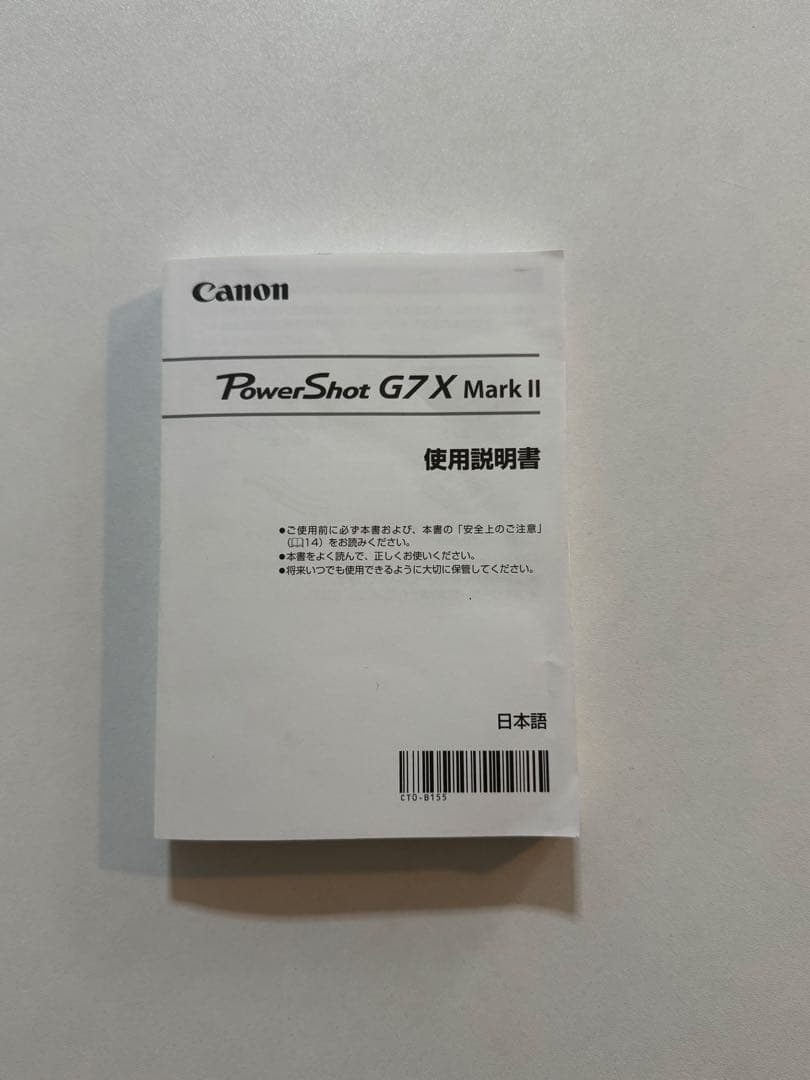 Canon
PowerShot G7X Mark II
使用説明書
●ご使用前に必ず本書および、本書の「安全上のご注意」
（📖14）をお読みください。
●本書をよく読んで、正しくお使いください。
●将来いつでも使用できるように大切に保管してください。
日本語
CT0-B155